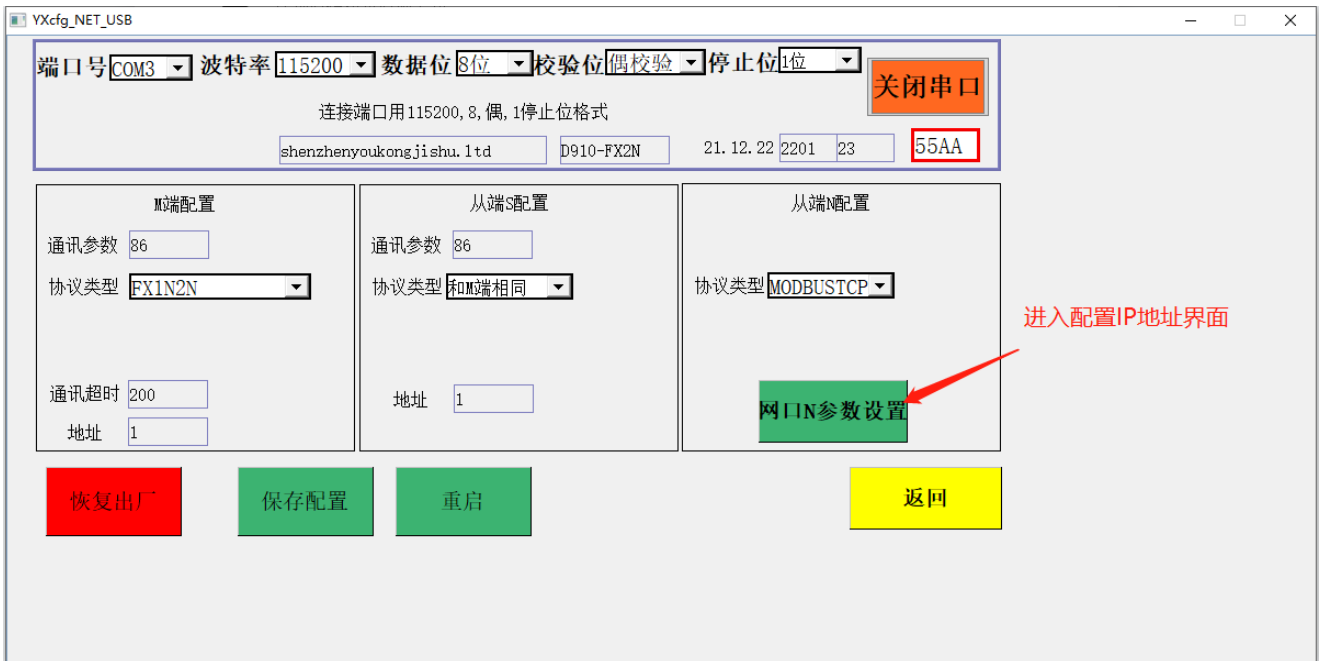 YXcfg_NET_USB
端口号 COM3 波特率 115200 数据位 8位 校验位 偶校验 停止位 1位
关闭串口
连接端口用115200,8,偶,1停止位格式
shenzhenyoukongjishu.ltd D910-FX2N 21.12.22 2201 23 55AA
M端配置 从端S配置 从端N配置
通讯参数 86 通讯参数 86
协议类型 FX1N2N 协议类型 和M端相同 协议类型 MODBUSTCP
进入配置IP地址界面
通讯超时 200 地址 1 网口N参数设置
地址 1
恢复出厂 保存配置 重启 返回